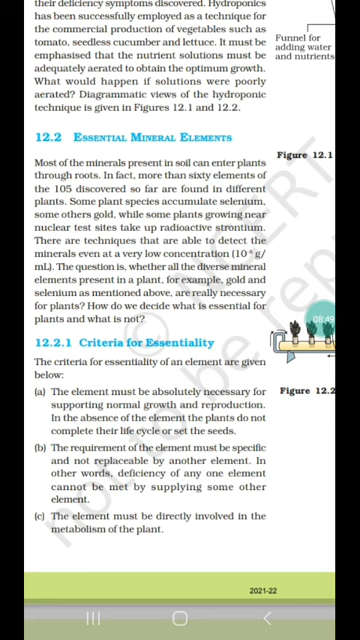 their deficiency symptoms discovered. Hydroponics
has been successfully employed as a technique for
the commercial production of vegetables such as
tomato, seedless cucumber and lettuce. It must be
emphasised that the nutrient solutions must be
adequately aerated to obtain the optimum growth.
What would happen if solutions were poorly
aerated? Diagrammatic views of the hydroponic
technique is given in Figures 12.1 and 12.2.
Funnel for
adding water
and nutrients
12.2 ESSENTIAL MINERAL ELEMENTS
Figure 12.1
Most of the minerals present in soil can enter plants
through roots. In fact, more than sixty elements of
the 105 discovered so far are found in different
plants. Some plant species accumulate selenium,
some others gold, while some plants growing near
nuclear test sites take up radioactive strontium.
There are techniques that are able to detect the
minerals even at a very low concentration (10⁻⁸ g/
mL). The question is, whether all the diverse mineral
elements present in a plant, for example, gold and
selenium as mentioned above, are really necessary
for plants? How do we decide what is essential for
plants and what is not?
08:49
12.2.1 Criteria for Essentiality
The criteria for essentiality of an element are given
below:
Figure 12.2
(a) The element must be absolutely necessary for
supporting normal growth and reproduction.
In the absence of the element the plants do not
complete their life cycle or set the seeds.
(b) The requirement of the element must be specific
and not replaceable by another element. In
other words, deficiency of any one element
cannot be met by supplying some other
element.
(c) The element must be directly involved in the
metabolism of the plant.
© NCERT
not to be rep
2021-22